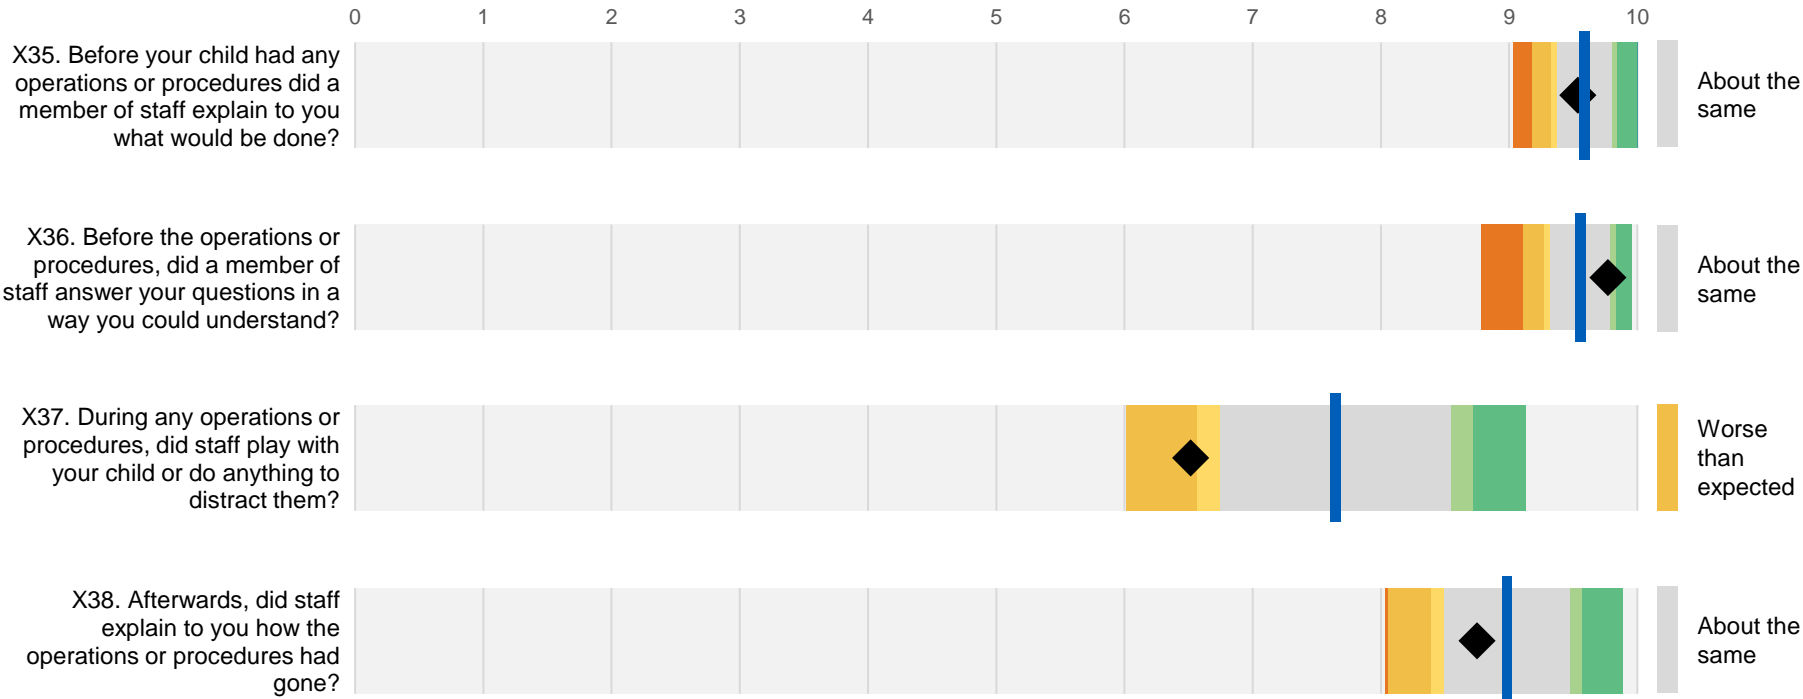 0 1 2 3 4 5 6 7 8 9 10
X35. Before your child had any
operations or procedures did a
member of staff explain to you
what would be done?
About the
same
X36. Before the operations or
procedures, did a member of
staff answer your questions in a
way you could understand?
About the
same
X37. During any operations or
procedures, did staff play with
your child or do anything to
distract them?
Worse
than
expected
X38. Afterwards, did staff
explain to you how the
operations or procedures had
gone?
About the
same